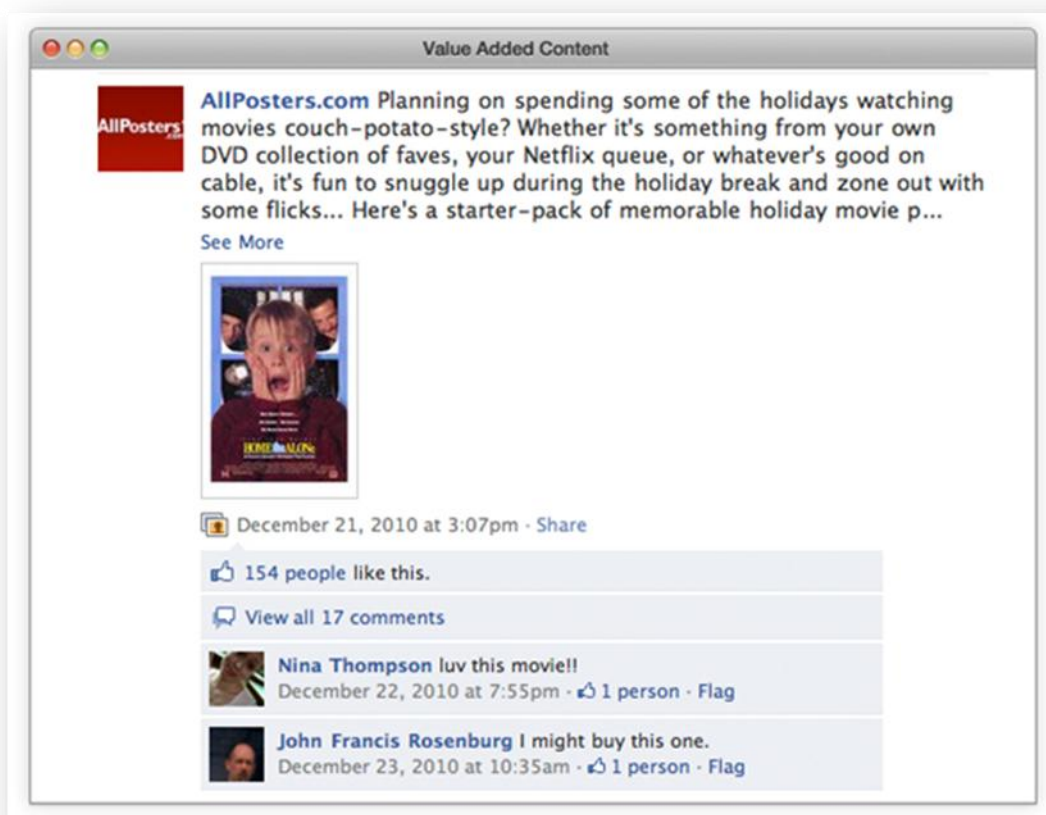 Value Added Content
AllPosters.com
AllPosters.com Planning on spending some of the holidays watching
movies couch-potato-style? Whether it's something from your own
DVD collection of faves, your Netflix queue, or whatever's good on
cable, it's fun to snuggle up during the holiday break and zone out with
some flicks... Here's a starter-pack of memorable holiday movie p...
See More
HOME ALONe
December 21, 2010 at 3:07pm · Share
154 people like this.
View all 17 comments
Nina Thompson luv this movie!!
December 22, 2010 at 7:55pm · 1 person · Flag
John Francis Rosenburg I might buy this one.
December 23, 2010 at 10:35am · 1 person · Flag